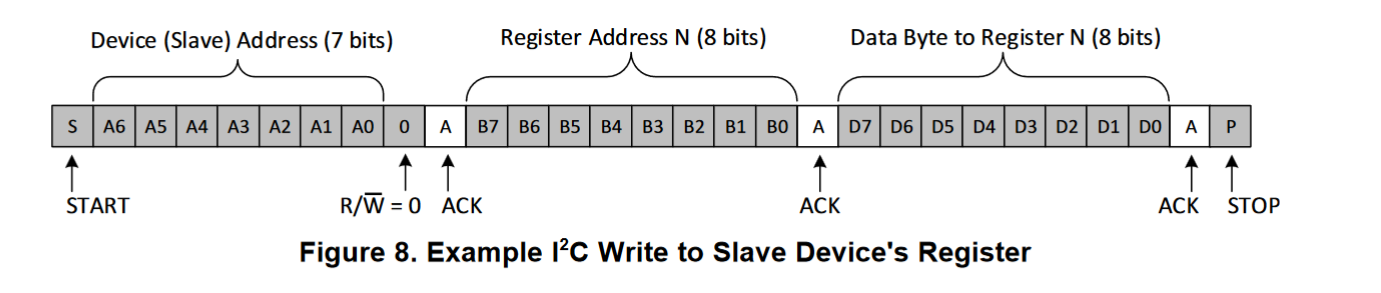 Device (Slave) Address (7 bits) Register Address N (8 bits) Data Byte to Register N (8 bits)
S A6 A5 A4 A3 A2 A1 A0 0 A B7 B6 B5 B4 B3 B2 B1 B0 A D7 D6 D5 D4 D3 D2 D1 D0 A P
START R/W̅ = 0 ACK ACK ACK STOP
Figure 8. Example I²C Write to Slave Device's Register